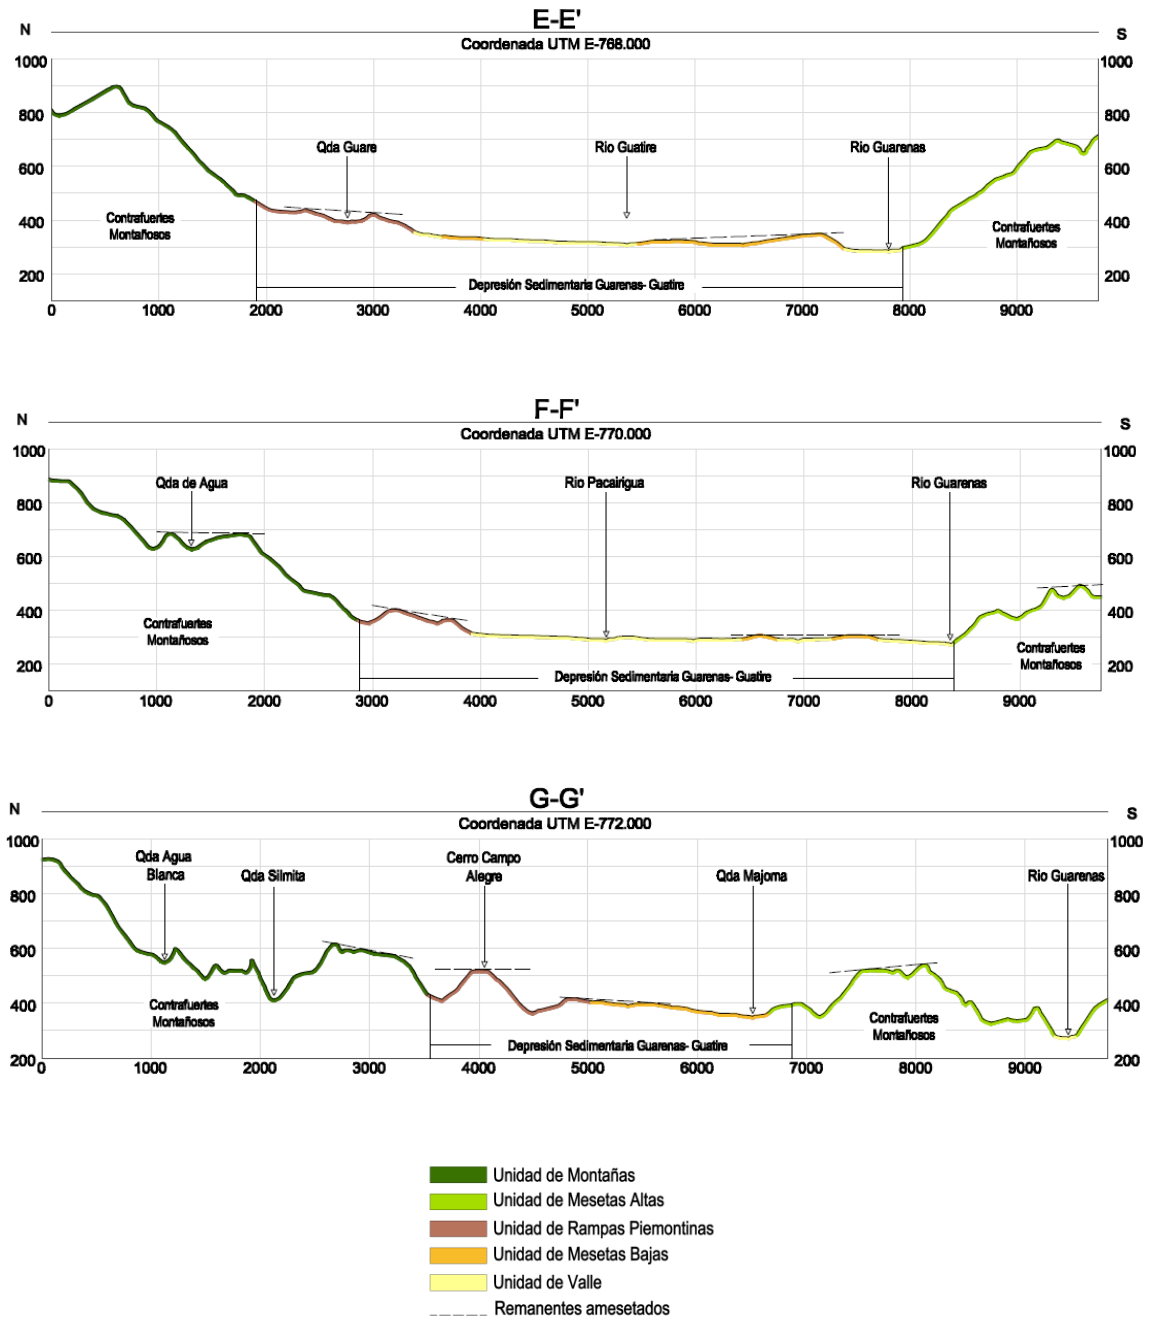 E-E'
N
S
Coordenada UTM E-768.000
1000
1000
800
800
Qda Guare
Rio Guatire
Rio Guarenas
600
600
400
400
Contrafuertes
Montañosos
Contrafuertes
Montañosos
200
200
Depresión Sedimentaria Guarenas- Guatire
0 1000 2000 3000 4000 5000 6000 7000 8000 9000
F-F'
N
S
Coordenada UTM E-770.000
1000
1000
Qda de Agua
Rio Pacairigua
Rio Guarenas
800
800
600
600
400
400
Contrafuertes
Montañosos
Contrafuertes
Montañosos
200
200
Depresión Sedimentaria Guarenas- Guatire
0 1000 2000 3000 4000 5000 6000 7000 8000 9000
G-G'
N
S
Coordenada UTM E-772.000
1000
1000
Qda Agua
Blanca
Qda Silmita
Cerro Campo
Alegre
Qda Majoma
Rio Guarenas
800
800
600
600
400
400
Contrafuertes
Montañosos
Contrafuertes
Montañosos
Depresión Sedimentaria Guarenas- Guatire
200
200
0 1000 2000 3000 4000 5000 6000 7000 8000 9000
Unidad de Montañas
Unidad de Mesetas Altas
Unidad de Rampas Piemontinas
Unidad de Mesetas Bajas
Unidad de Valle
Remanentes amesetados